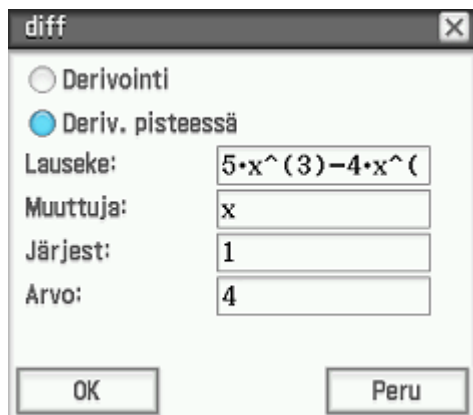 diff
Derivointi
Deriv. pisteessä
Lauseke: 5·x^(3)−4·x^(
Muuttuja: x
Järjest: 1
Arvo: 4
OK Peru